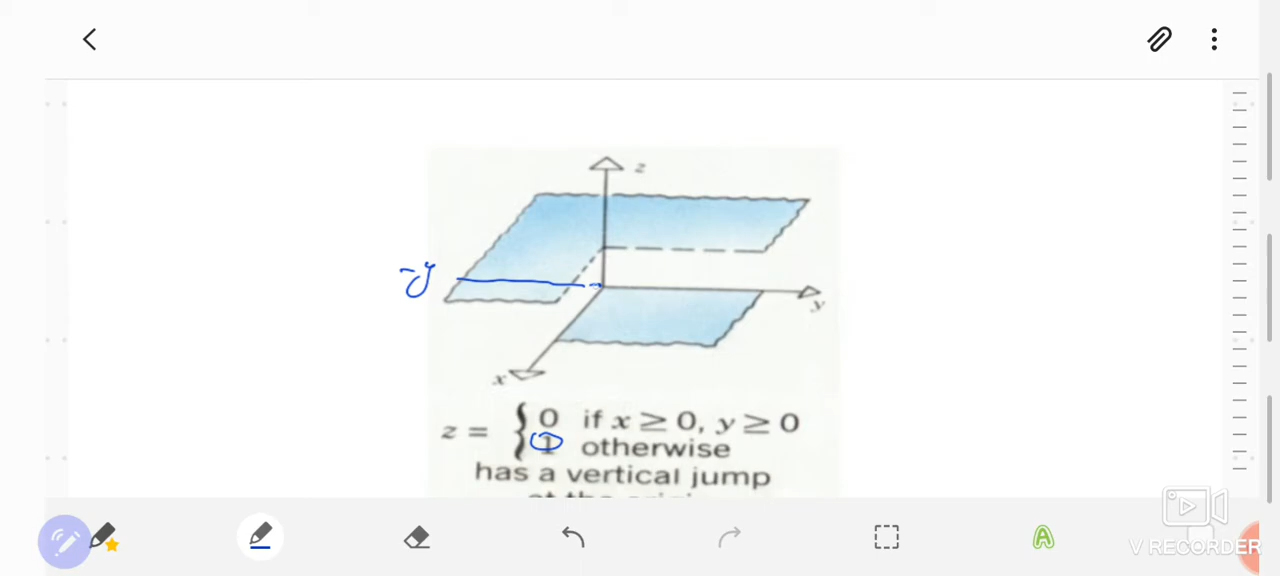 z
-y
y
x
z = { 0 if x ≥ 0, y ≥ 0
1 otherwise
has a vertical jump
A
V RECORDER